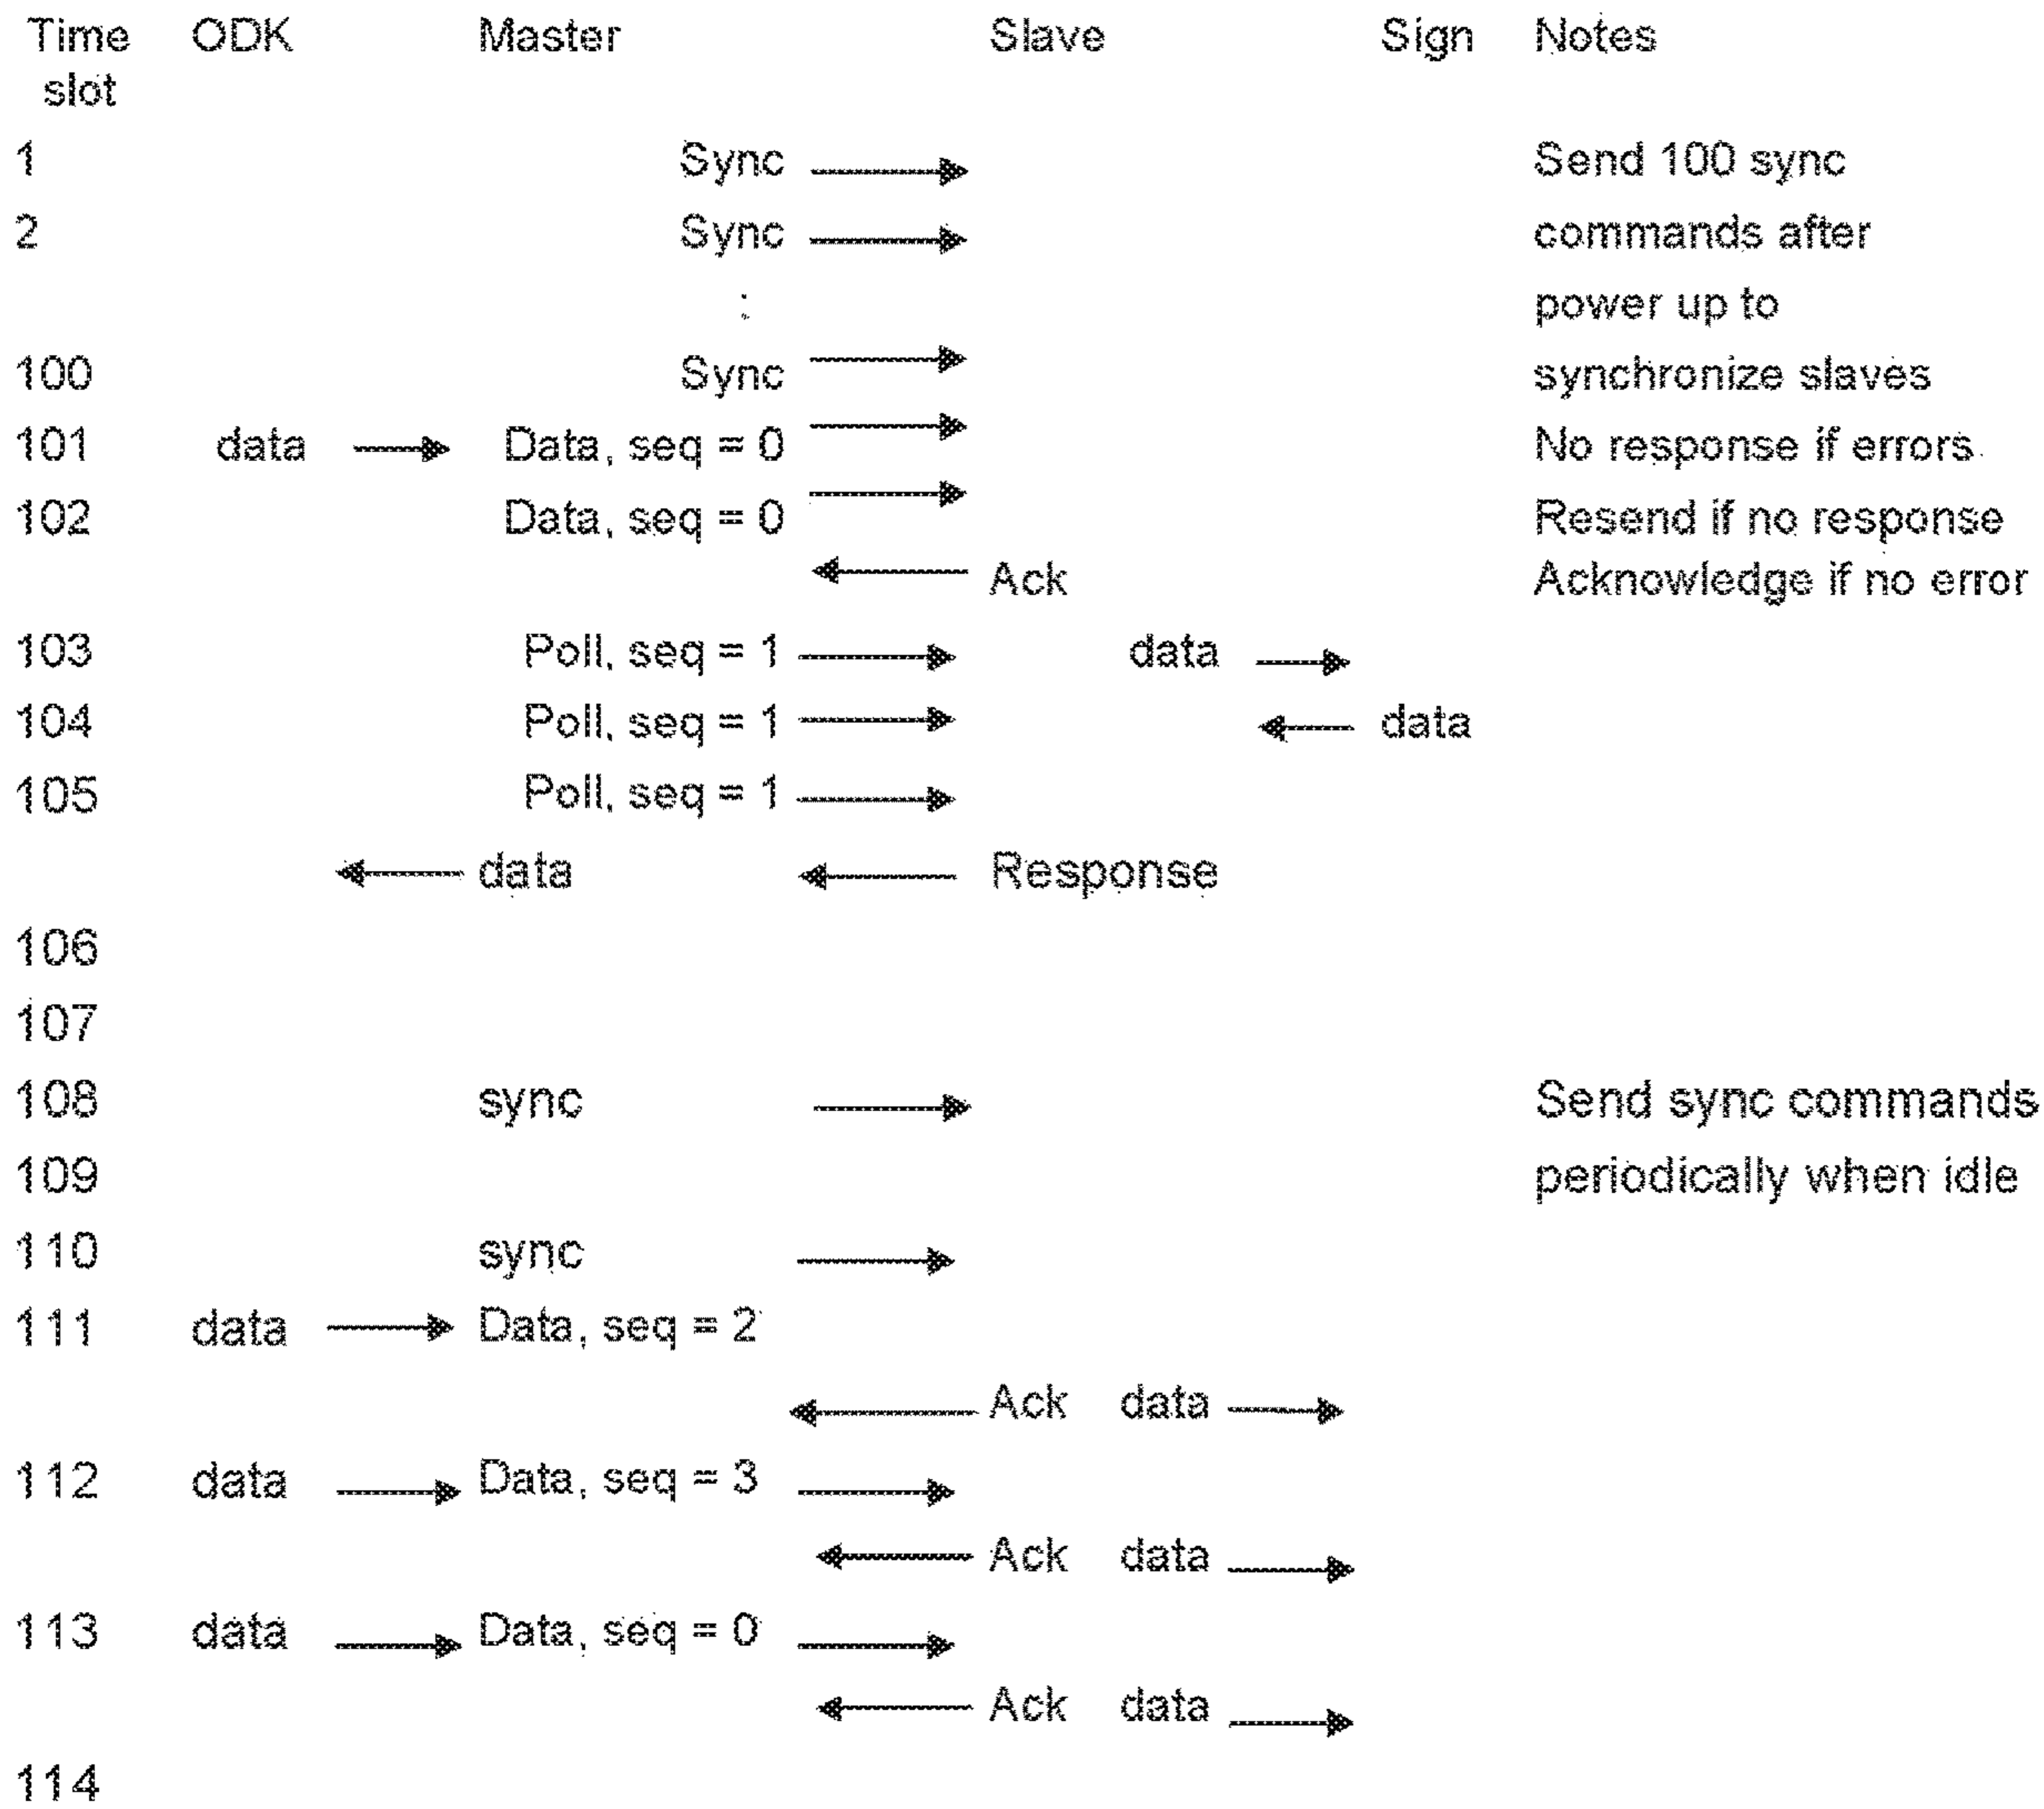 Time ODK Master Slave Sign Notes
slot
1 Sync Send 100 sync
2 Sync commands after
: power up to
100 Sync synchronize slaves
101 data Data, seq = 0 No response if errors
102 Data, seq = 0 Resend if no response
Ack Acknowledge if no error
103 Poll, seq = 1 data
104 Poll, seq = 1 data
105 Poll, seq = 1
data Response
106
107
108 sync Send sync commands
109 periodically when idle
110 sync
111 data Data, seq = 2
Ack data
112 data Data, seq = 3
Ack data
113 data Data, seq = 0
Ack data
114